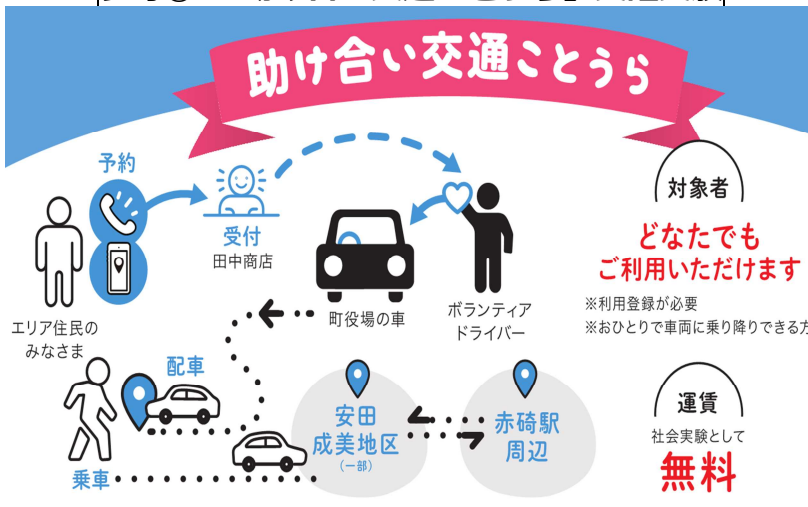 助け合い交通ことうら
予約
受付
田中商店
エリア住民の
みなさま
町役場の車
ボランティア
ドライバー
対象者
どなたでも
ご利用いただけます
※利用登録が必要
※おひとりで車両に乗り降りできる方
配車
乗車
安田
成美地区
(一部)
赤碕駅
周辺
運賃
社会実験として
無料